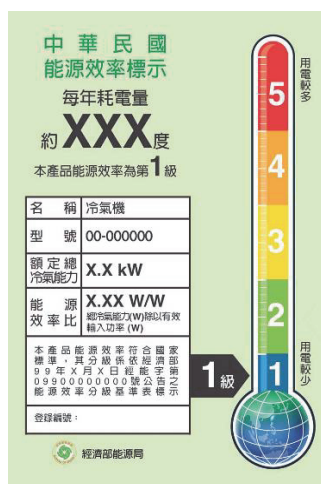 中華民國
能源效率標示
每年耗電量
約XXX度
本產品能源效率為第1級
名稱 冷氣機
型號 00-000000
額定總冷氣能力 X.X kW
能源效率比 X.XX W/W
總冷氣能力(W)除以有效
輸入功率 (W)
本產品能源效率符合國家
標準,其分級係依經濟部
99年X月X日經能字第
09900000000號公告之
能源效率分級基準表標示
登錄編號:
經濟部能源局
用電較多
5
4
3
2
1
用電較少
1級